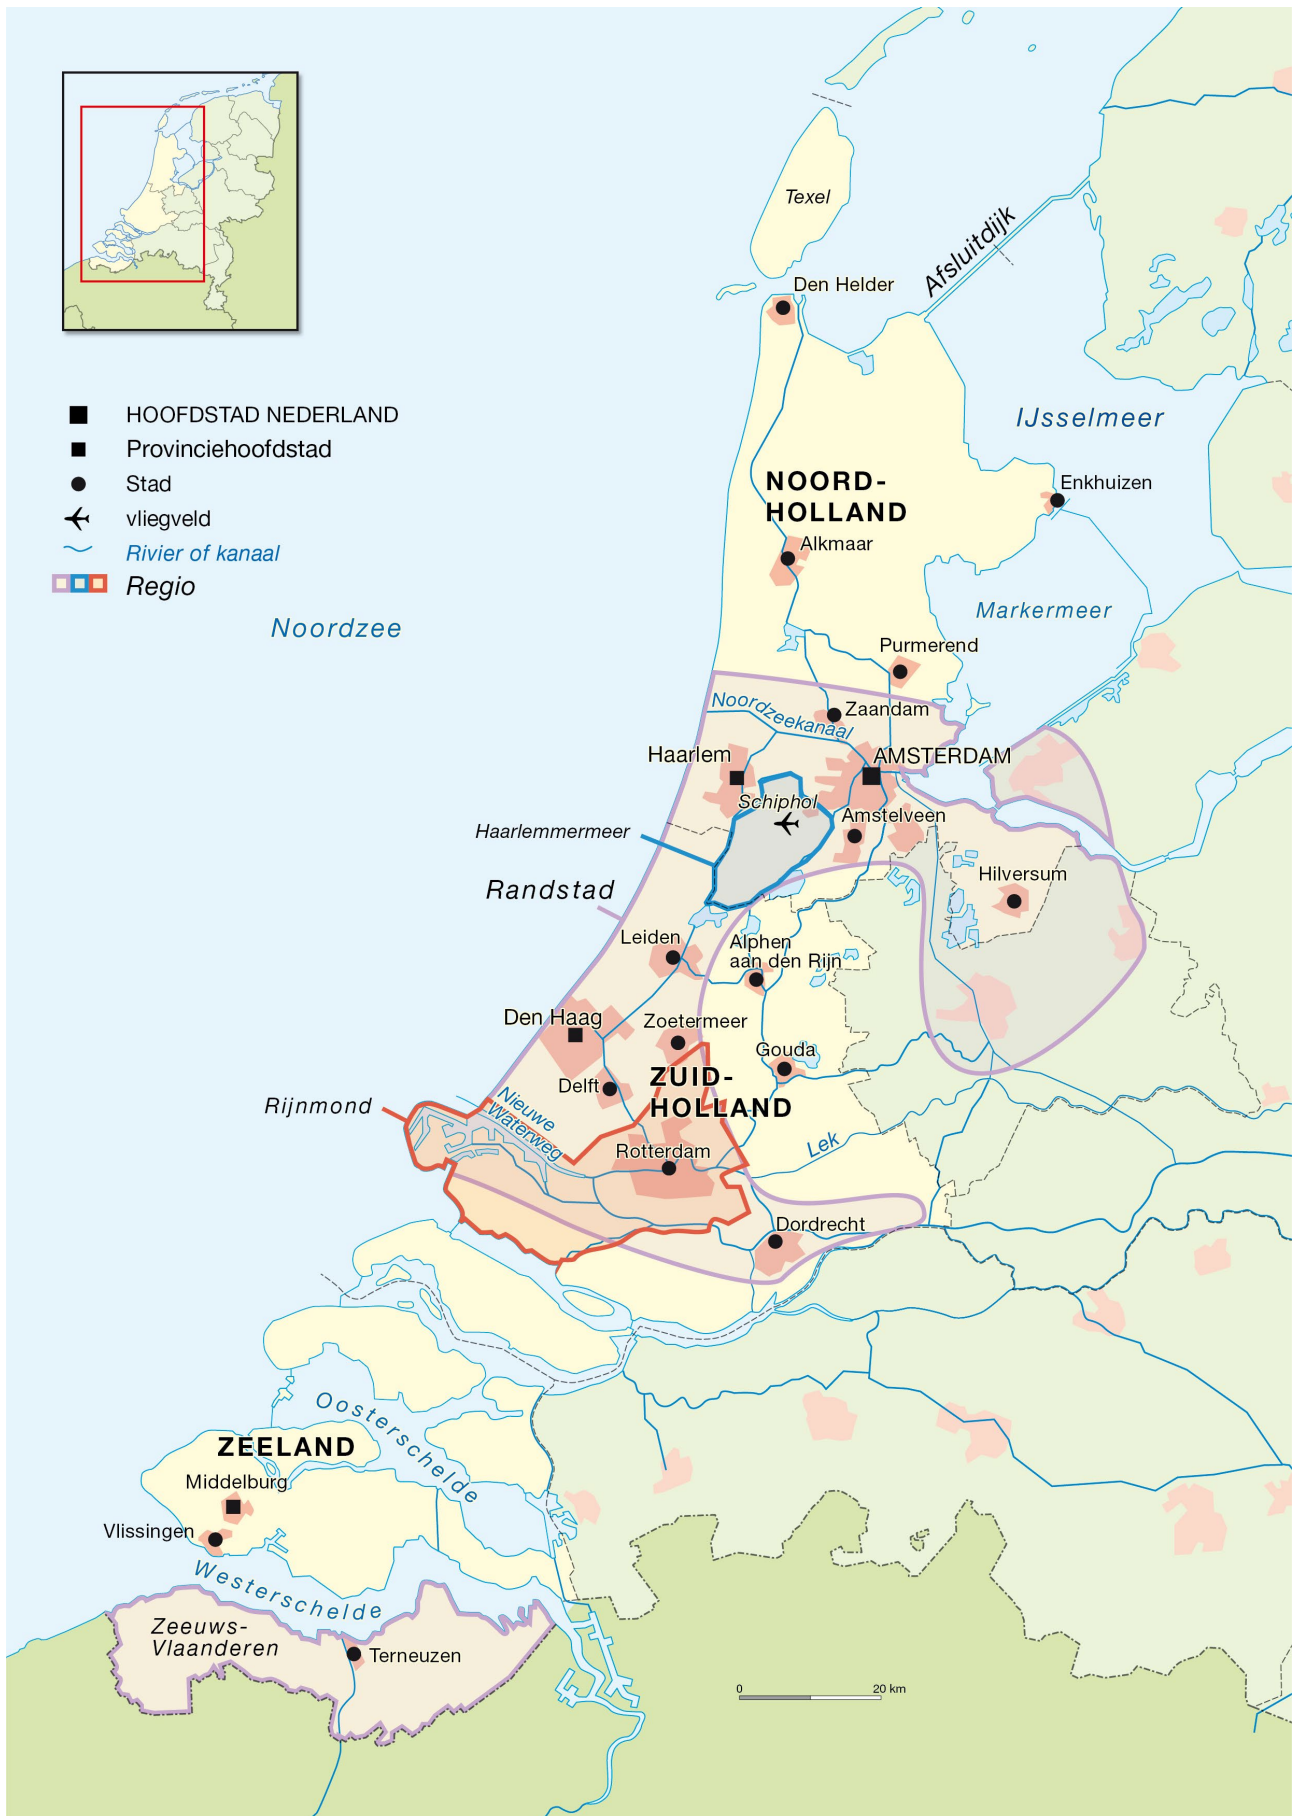 HOOFDSTAD NEDERLAND
Provinciehoofdstad
Stad
vliegveld
Rivier of kanaal
Regio
Texel
Den Helder
Afsluitdijk
IJsselmeer
NOORD-
HOLLAND
Enkhuizen
Alkmaar
Markermeer
Noordzee
Purmerend
Noordzeekanaal
Zaandam
Haarlem
AMSTERDAM
Schiphol
Amstelveen
Haarlemmermeer
Hilversum
Randstad
Leiden
Alphen
aan den Rijn
Den Haag
Zoetermeer
Gouda
Delft
ZUID-
HOLLAND
Rijnmond
Nieuwe
Waterweg
Lek
Rotterdam
Dordrecht
Oosterschelde
ZEELAND
Middelburg
Vlissingen
Westerschelde
Zeeuws-
Vlaanderen
Terneuzen
0 20 km